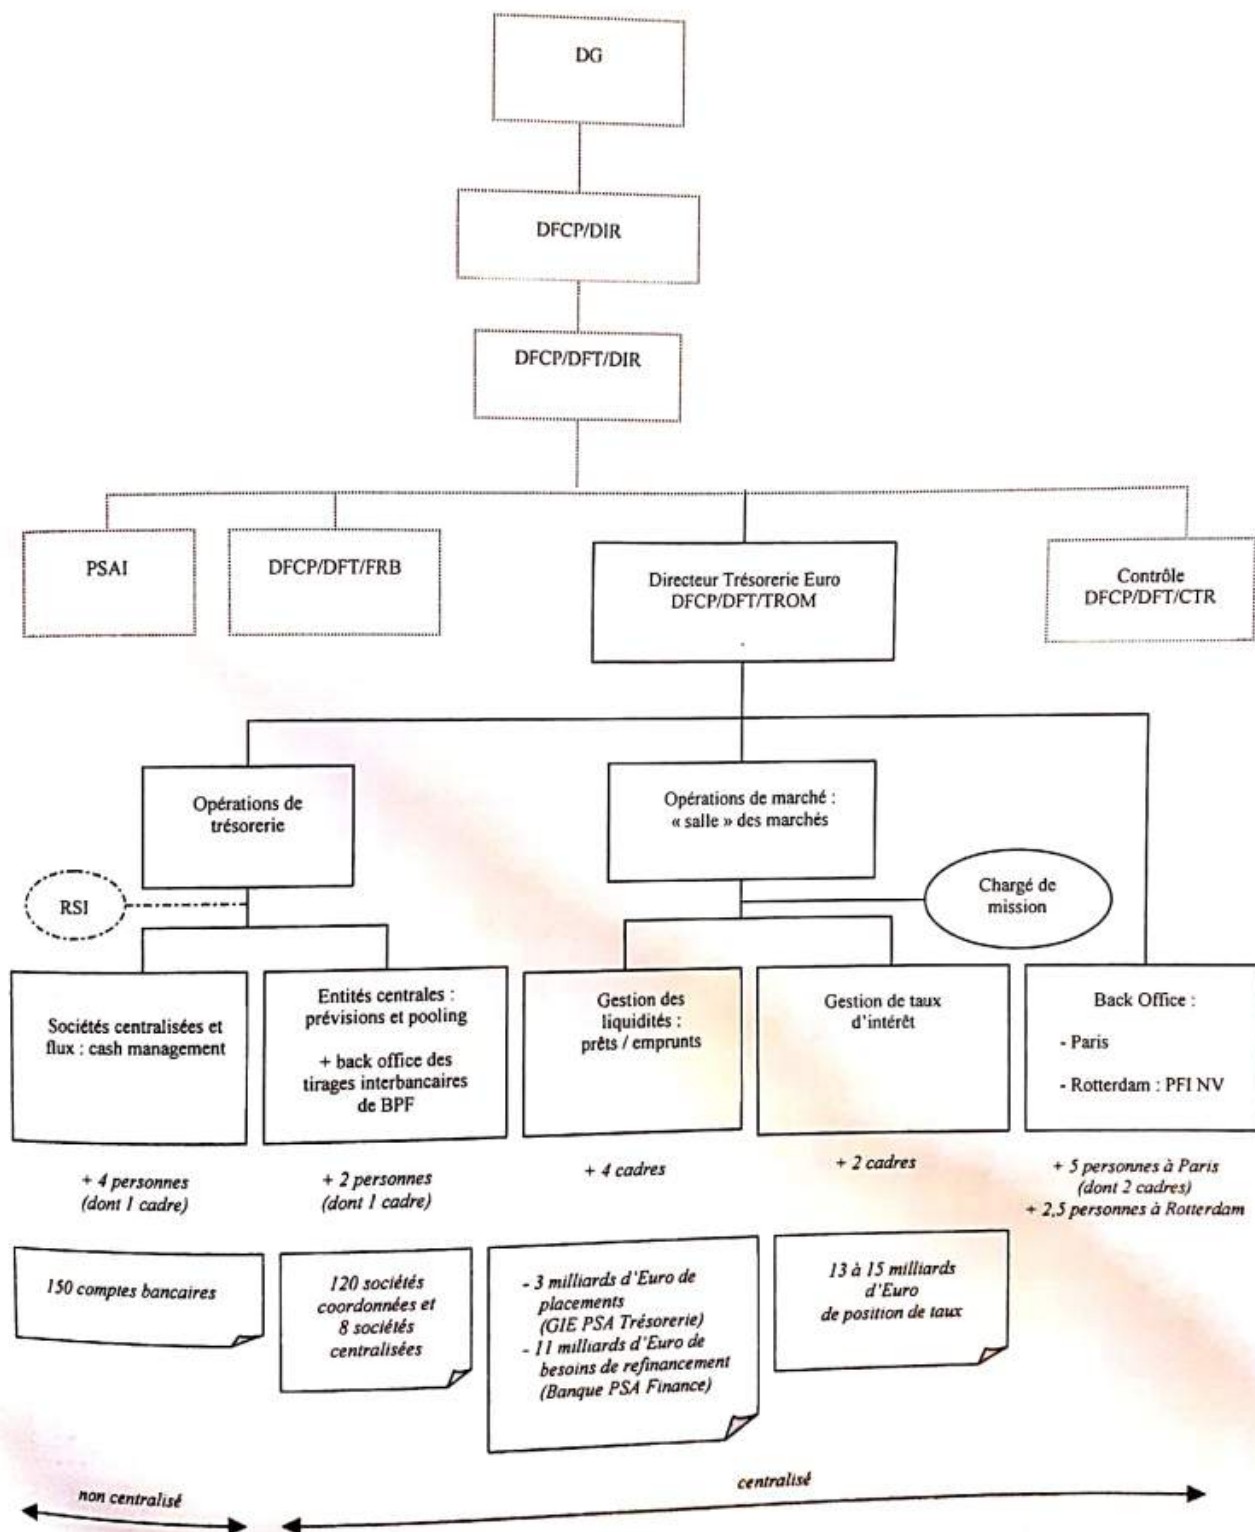 DG
DFCP/DIR
DFCP/DFT/DIR
PSAI
DFCP/DFT/FRB
Directeur Trésorerie Euro
DFCP/DFT/TROM
Contrôle
DFCP/DFT/CTR
Opérations de
trésorerie
Opérations de marché :
« salle » des marchés
RSI
Chargé de
mission
Sociétés centralisées et
flux : cash management
Entités centrales :
prévisions et pooling
+ back office des
tirages interbancaires
de BPF
Gestion des
liquidités :
prêts / emprunts
Gestion de taux
d'intérêt
Back Office :
- Paris
- Rotterdam : PFI NV
+ 4 personnes
(dont 1 cadre)
+ 2 personnes
(dont 1 cadre)
+ 4 cadres
+ 2 cadres
+ 5 personnes à Paris
(dont 2 cadres)
+ 2,5 personnes à Rotterdam
150 comptes bancaires
120 sociétés
coordonnées et
8 sociétés
centralisées
- 3 milliards d'Euro de
placements
(GIE PSA Trésorerie)
- 11 milliards d'Euro de
besoins de refinancement
(Banque PSA Finance)
13 à 15 milliards
d'Euro
de position de taux
non centralisé
centralisé